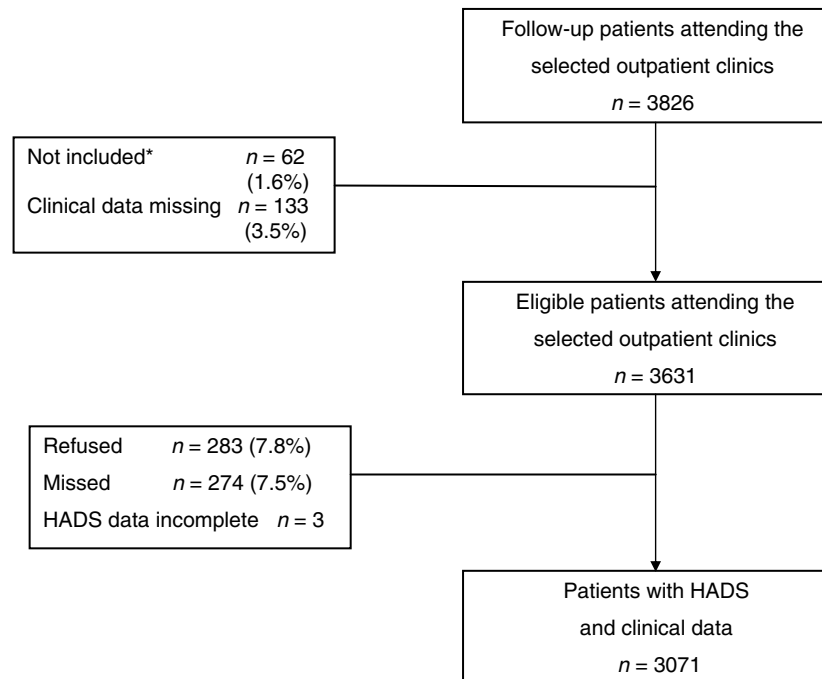 Follow-up patients attending the
selected outpatient clinics
n = 3826
Not included* n = 62
(1.6%)
Clinical data missing n = 133
(3.5%)
Eligible patients attending the
selected outpatient clinics
n = 3631
Refused n = 283 (7.8%)
Missed n = 274 (7.5%)
HADS data incomplete n = 3
Patients with HADS
and clinical data
n = 3071